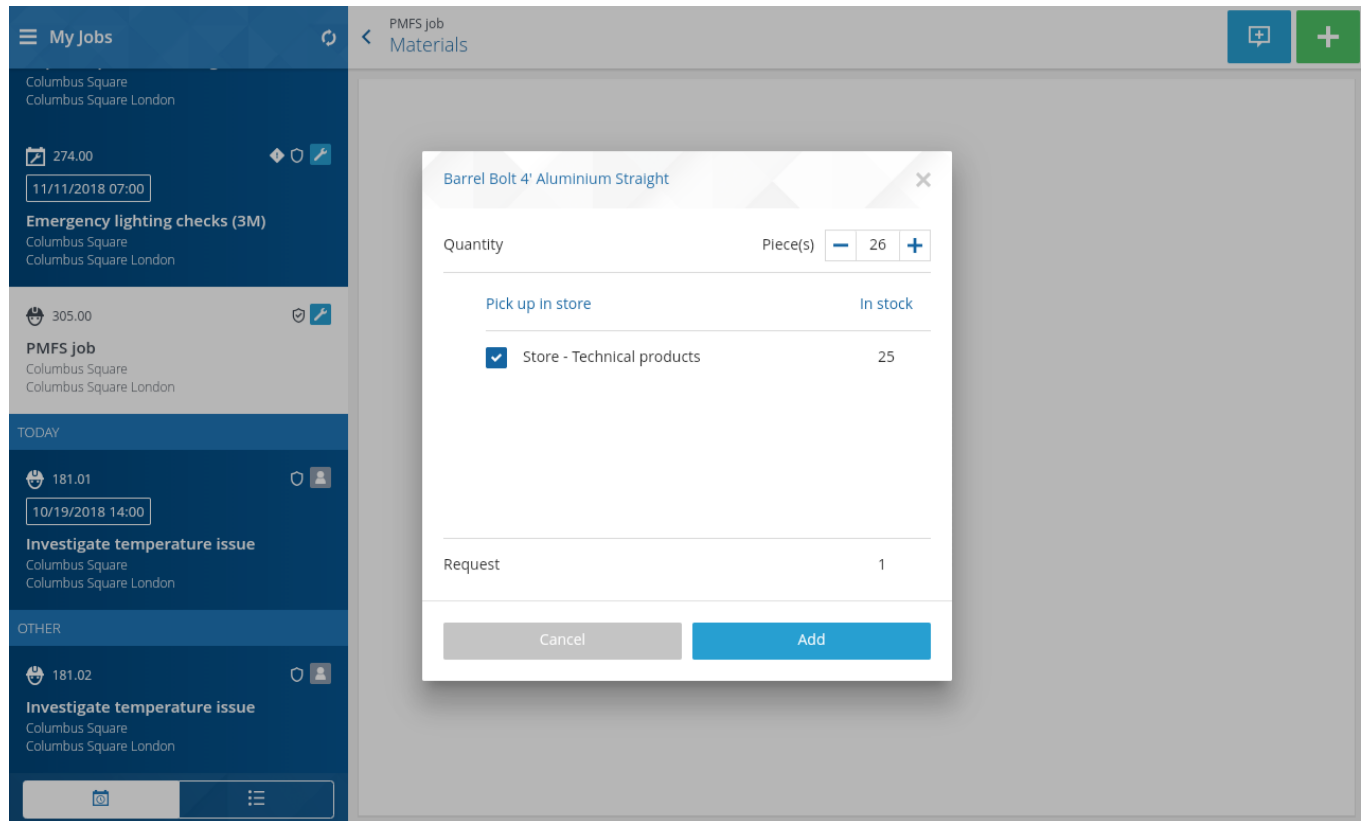 My Jobs
Columbus Square
Columbus Square London
274.00
11/11/2018 07:00
Emergency lighting checks (3M)
Columbus Square
Columbus Square London
305.00
PMFS job
Columbus Square
Columbus Square London
TODAY
181.01
10/19/2018 14:00
Investigate temperature issue
Columbus Square
Columbus Square London
OTHER
181.02
Investigate temperature issue
Columbus Square
Columbus Square London
PMFS job
Materials
Barrel Bolt 4' Aluminium Straight
Quantity Piece(s) 26
Pick up in store In stock
Store - Technical products 25
Request 1
Cancel Add